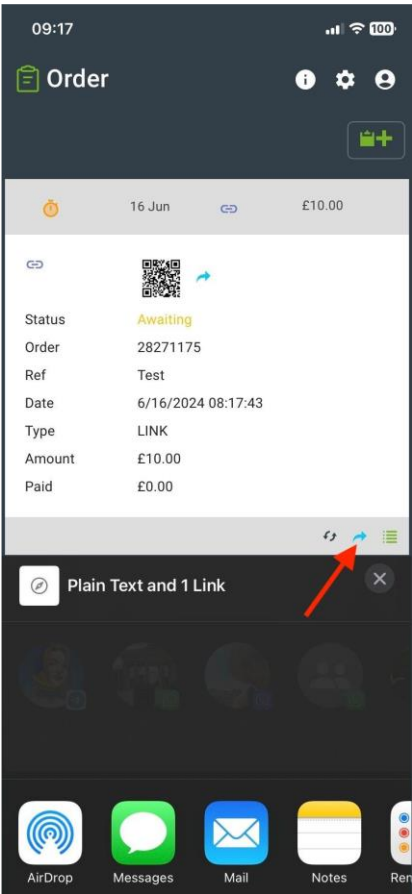 09:17 100
Order
16 Jun £10.00
Status Awaiting
Order 28271175
Ref Test
Date 6/16/2024 08:17:43
Type LINK
Amount £10.00
Paid £0.00
Plain Text and 1 Link
AirDrop Messages Mail Notes Ren